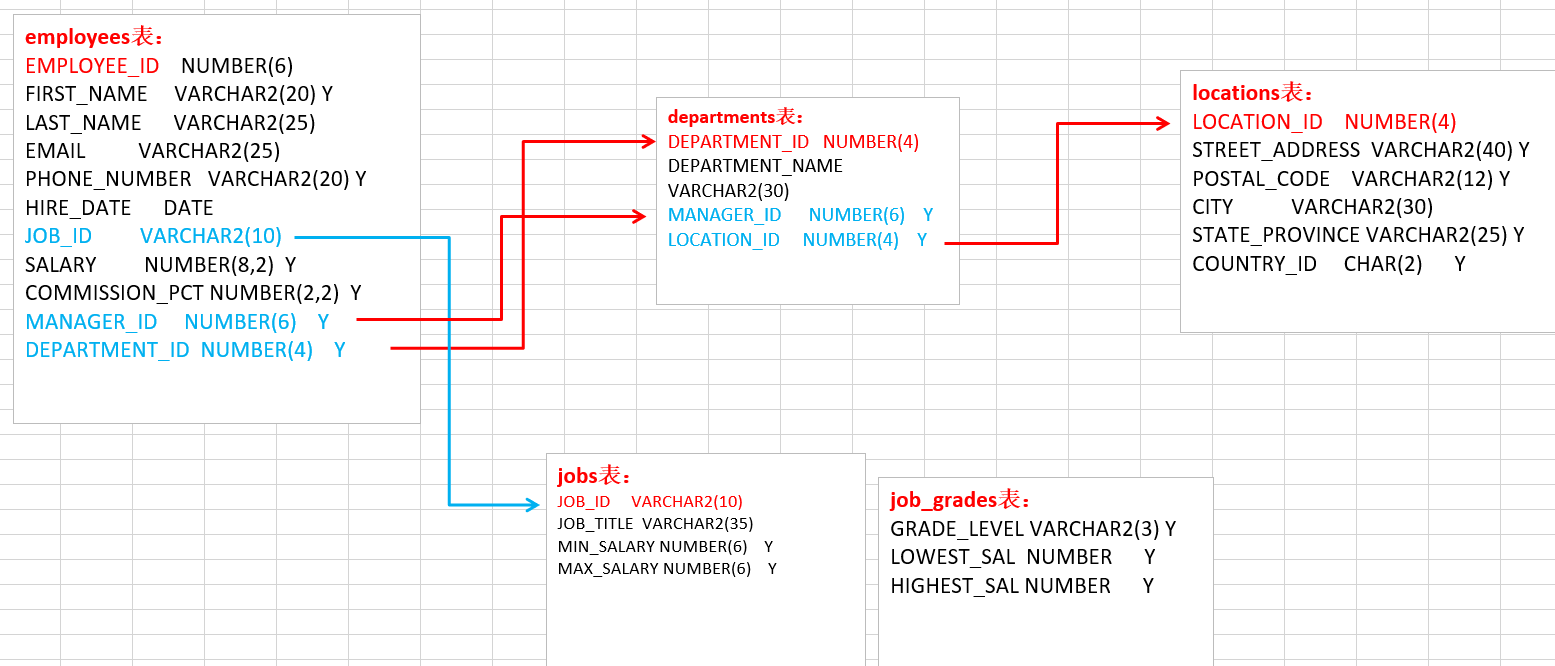 employees表：
EMPLOYEE_ID NUMBER(6)
FIRST_NAME VARCHAR2(20) Y
LAST_NAME VARCHAR2(25)
EMAIL VARCHAR2(25)
PHONE_NUMBER VARCHAR2(20) Y
HIRE_DATE DATE
JOB_ID VARCHAR2(10)
SALARY NUMBER(8,2) Y
COMMISSION_PCT NUMBER(2,2) Y
MANAGER_ID NUMBER(6) Y
DEPARTMENT_ID NUMBER(4) Y
departments表：
DEPARTMENT_ID NUMBER(4)
DEPARTMENT_NAME
VARCHAR2(30)
MANAGER_ID NUMBER(6) Y
LOCATION_ID NUMBER(4) Y
locations表：
LOCATION_ID NUMBER(4)
STREET_ADDRESS VARCHAR2(40) Y
POSTAL_CODE VARCHAR2(12) Y
CITY VARCHAR2(30)
STATE_PROVINCE VARCHAR2(25) Y
COUNTRY_ID CHAR(2) Y
jobs表：
JOB_ID VARCHAR2(10)
JOB_TITLE VARCHAR2(35)
MIN_SALARY NUMBER(6) Y
MAX_SALARY NUMBER(6) Y
job_grades表：
GRADE_LEVEL VARCHAR2(3) Y
LOWEST_SAL NUMBER Y
HIGHEST_SAL NUMBER Y